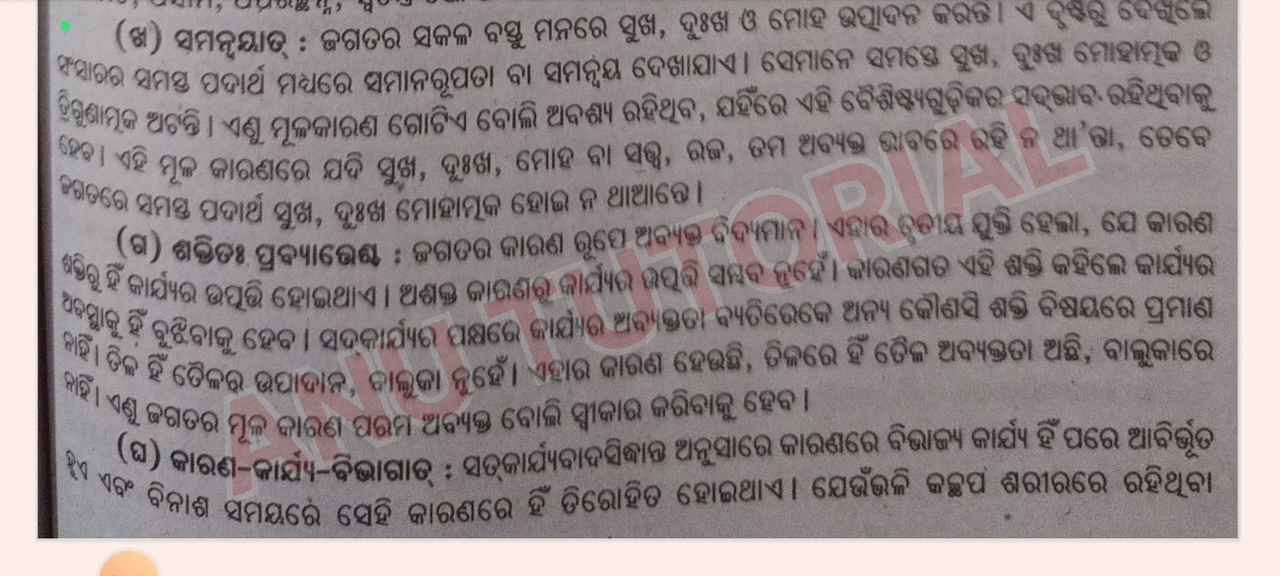 (ଖ) ସମନ୍ୱୟାତ୍ : ଜଗତର ସକଳ ବସ୍ତୁ ମନରେ ସୁଖ, ଦୁଃଖ ଓ ମୋହ ଉତ୍ପାଦନ କରନ୍ତି। ଏ ଦୃଷ୍ଟିରୁ ଦେଖିଲେ
ସଂସାରର ସମସ୍ତ ପଦାର୍ଥ ମଧ୍ୟରେ ସମାନରୂପତା ବା ସମନ୍ୱୟ ଦେଖାଯାଏ। ସେମାନେ ସମସ୍ତେ ସୁଖ, ଦୁଃଖ ମୋହାତ୍ମକ ଓ
ତ୍ରିଗୁଣାତ୍ମକ ଅଟନ୍ତି। ଏଣୁ ମୂଳକାରଣ ଗୋଟିଏ ବୋଲି ଅବଶ୍ୟ ରହିଥିବ, ଯହିଁରେ ଏହି ବୈଶିଷ୍ଟ୍ୟଗୁଡ଼ିକର ସଦ୍‌ଭାବ ରହିଥିବାକୁ
ହେବ। ଏହି ମୂଳ କାରଣରେ ଯଦି ସୁଖ, ଦୁଃଖ, ମୋହ ବା ସତ୍ତ୍ୱ, ରଜ, ତମ ଅବ୍ୟକ୍ତ ଭାବରେ ରହି ନ ଥା'ନ୍ତା, ତେବେ
ଜଗତରେ ସମସ୍ତ ପଦାର୍ଥ ସୁଖ, ଦୁଃଖ ମୋହାତ୍ମକ ହୋଇ ନ ଥାଆନ୍ତେ।
(ଗ) ଶକ୍ତିତଃ ପ୍ରବ୍ୟାଭେଶ୍ଚ : ଜଗତର କାରଣ ରୂପେ ଅବ୍ୟକ୍ତ ବିଦ୍ୟମାନ। ଏହାର ତୃତୀୟ ଯୁକ୍ତି ହେଲା, ଯେ କାରଣ
ଶକ୍ତିରୁ ହିଁ କାର୍ଯ୍ୟର ଉତ୍ପତ୍ତି ହୋଇଥାଏ। ଅଶକ୍ତ କାରଣରୁ କାର୍ଯ୍ୟର ଉତ୍ପତ୍ତି ସମ୍ଭବ ନୁହେଁ। କାରଣଗତ ଏହି ଶକ୍ତି କହିଲେ କାର୍ଯ୍ୟର
ଅବସ୍ଥାକୁ ହିଁ ବୁଝିବାକୁ ହେବ। ସତକାର୍ଯ୍ୟର ପକ୍ଷରେ କାର୍ଯ୍ୟର ଅବ୍ୟକ୍ତତା ବ୍ୟତିରେକେ ଅନ୍ୟ କୌଣସି ଶକ୍ତି ବିଷୟରେ ପ୍ରମାଣ
ନାହିଁ। ତିଳ ହିଁ ତୈଳର ଉପାଦାନ, ବାଲୁକା ନୁହେଁ। ଏହାର କାରଣ ହେଉଛି, ତିଳରେ ହିଁ ତୈଳ ଅବ୍ୟକ୍ତତା ଅଛି, ବାଲୁକାରେ
ନାହିଁ। ଏଣୁ ଜଗତର ମୂଳ କାରଣ ପରମ ଅବ୍ୟକ୍ତ ବୋଲି ସ୍ୱୀକାର କରିବାକୁ ହେବ।
(ଘ) କାରଣ-କାର୍ଯ୍ୟ-ବିଭାଗାତ୍ : ସତ୍‌କାର୍ଯ୍ୟବାଦସିଦ୍ଧାନ୍ତ ଅନୁସାରେ କାରଣରେ ବିଭାଜ୍ୟ କାର୍ଯ୍ୟ ହିଁ ପରେ ଆବିର୍ଭୂତ
ହୁଏ ଏବଂ ବିନାଶ ସମୟରେ ସେହି କାରଣରେ ହିଁ ତିରୋହିତ ହୋଇଥାଏ। ଯେଉଁଭଳି କଚ୍ଛପ ଶରୀରରେ ରହିଥିବା
ANU TUTORIAL